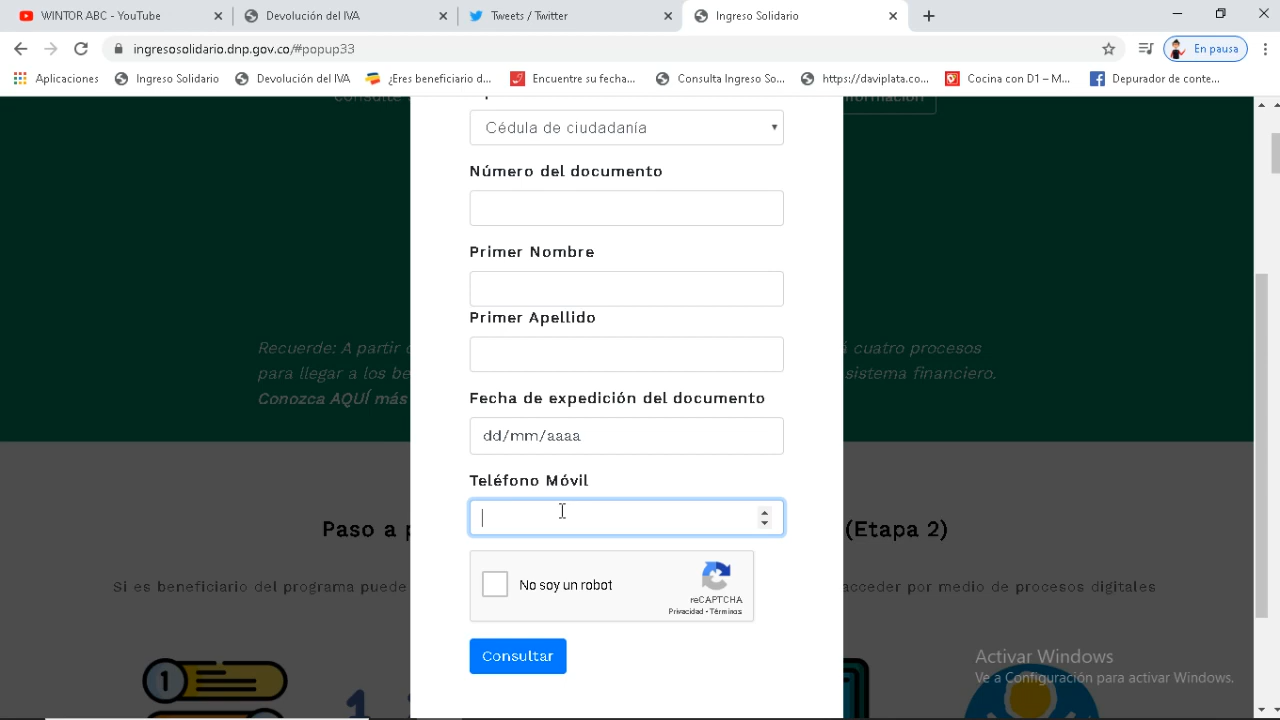 WINTOR ABC - YouTube
Devolución del IVA
Tweets / Twitter
Ingreso Solidario
ingresosolidario.dnp.gov.co/#popup33
En pausa
Aplicaciones
Ingreso Solidario
Devolución del IVA
¿Eres beneficiario d...
Encuentre su fecha...
Consulta Ingreso So...
https://daviplata.co...
Cocina con D1 – M...
Depurador de conte...
Consulte
Cédula de ciudadanía
Número del documento
Primer Nombre
Primer Apellido
Recuerde: A partir
á cuatro procesos
para llegar a los be
sistema financiero.
Conozca AQUÍ más
Fecha de expedición del documento
dd/mm/aaaa
Teléfono Móvil
Paso a p
(Etapa 2)
No soy un robot
reCAPTCHA
Privacidad • Términos
Si es beneficiario del programa puede
acceder por medio de procesos digitales
Consultar
1
Activar Windows
Ve a Configuración para activar Windows.